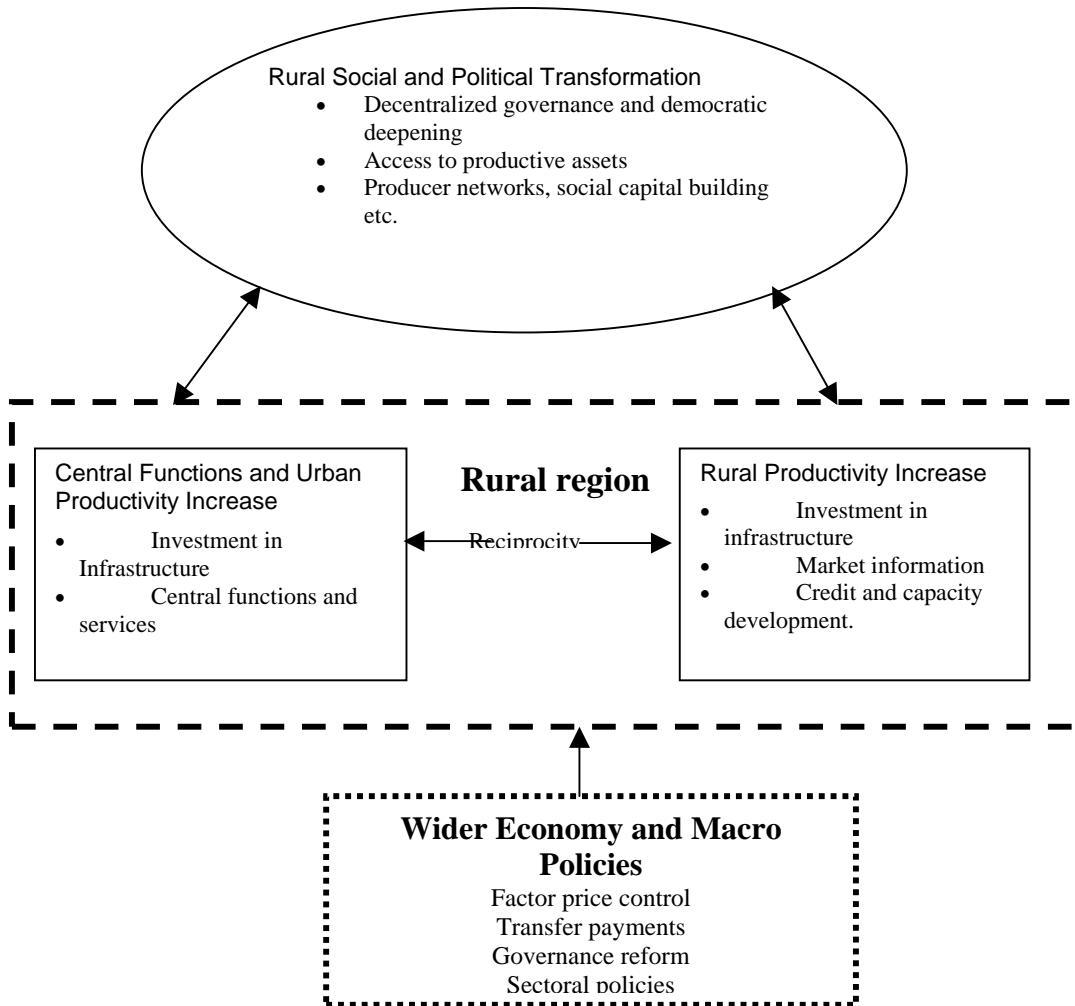 Rural Social and Political Transformation
• Decentralized governance and democratic
deepening
• Access to productive assets
• Producer networks, social capital building
etc.
Central Functions and Urban
Productivity Increase
• Investment in
Infrastructure
• Central functions and
services
Rural region
Reciprocity
Rural Productivity Increase
• Investment in
infrastructure
• Market information
• Credit and capacity
development.
Wider Economy and Macro
Policies
Factor price control
Transfer payments
Governance reform
Sectoral policies